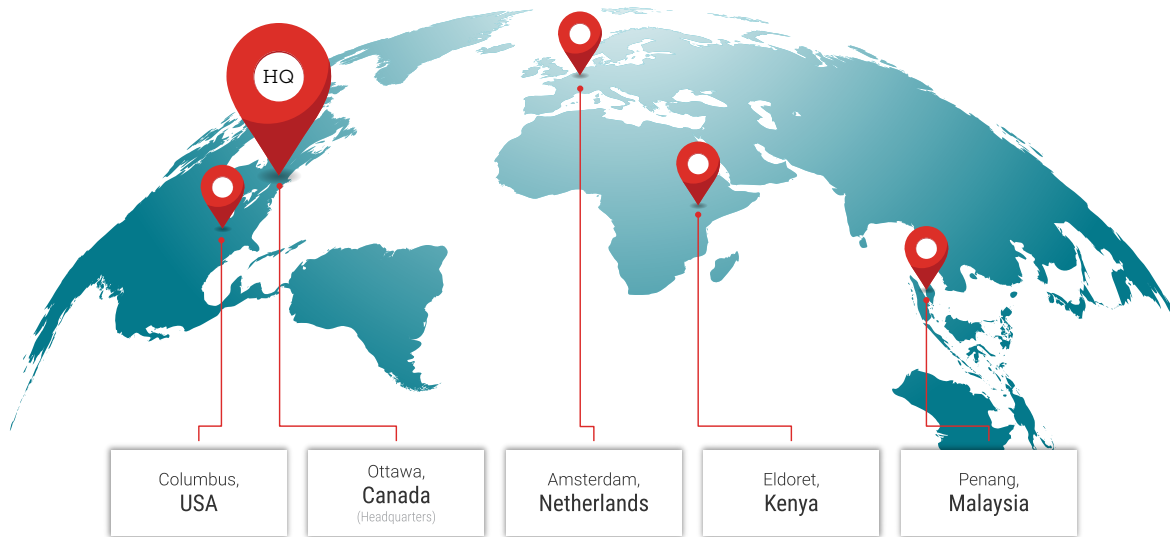 HQ
Columbus,
USA
Ottawa,
Canada
(Headquarters)
Amsterdam,
Netherlands
Eldoret,
Kenya
Penang,
Malaysia